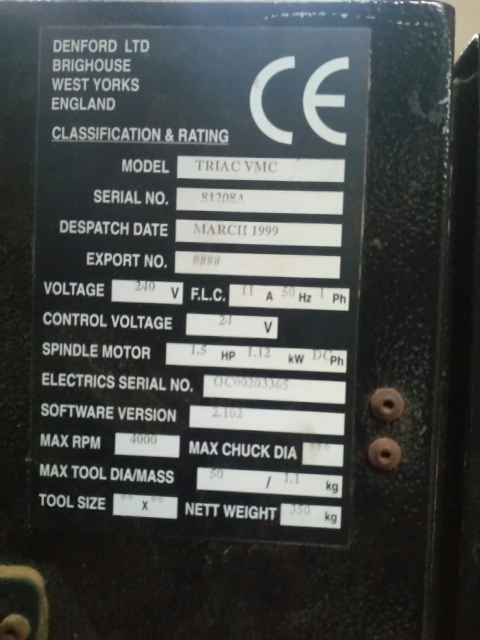 DENFORD LTD
BRIGHOUSE
WEST YORKS
ENGLAND
CE
CLASSIFICATION & RATING
MODEL TRIAC VMC
SERIAL NO. 81208A
DESPATCH DATE MARCH 1999
EXPORT NO. ####
VOLTAGE 240 V F.L.C. 11 A 50 Hz 1 Ph
CONTROL VOLTAGE 24 V
SPINDLE MOTOR 1.5 HP 1.12 kW DC Ph
ELECTRICS SERIAL NO. OC00203365
SOFTWARE VERSION 2.102
MAX RPM 4000 MAX CHUCK DIA ***
MAX TOOL DIA/MASS 50 / 1.1 kg
TOOL SIZE ** X ** NETT WEIGHT 350 kg